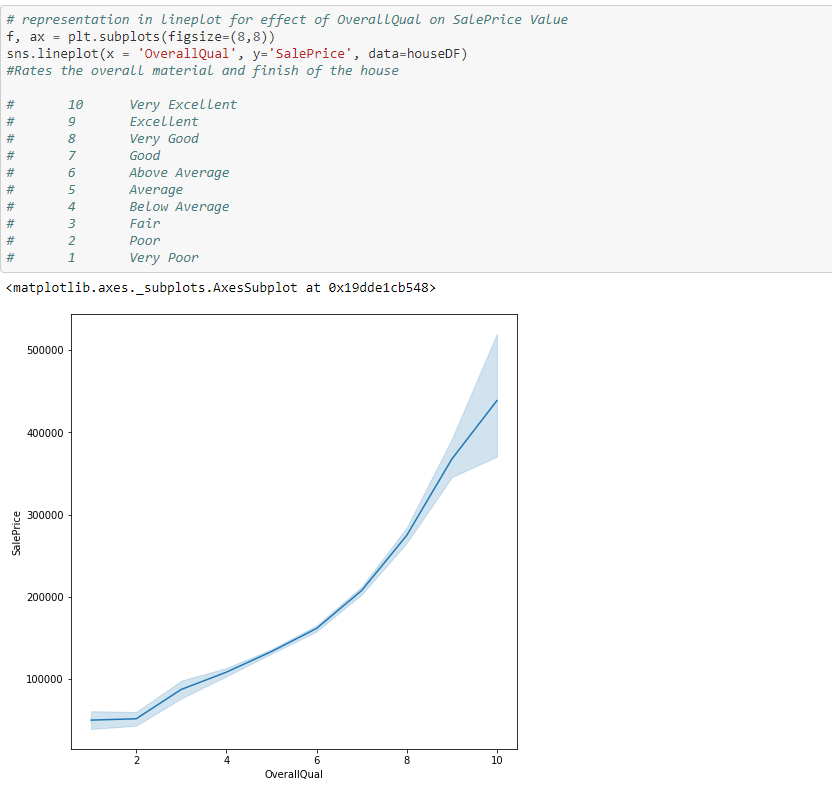 # representation in lineplot for effect of OverallQual on SalePrice Value
f, ax = plt.subplots(figsize=(8,8))
sns.lineplot(x = 'OverallQual', y='SalePrice', data=houseDF)
#Rates the overall material and finish of the house
# 10 Very Excellent
# 9 Excellent
# 8 Very Good
# 7 Good
# 6 Above Average
# 5 Average
# 4 Below Average
# 3 Fair
# 2 Poor
# 1 Very Poor
<matplotlib.axes._subplots.AxesSubplot at 0x19dde1cb548>
500000
400000
300000
200000
100000
SalePrice
2 4 6 8 10
OverallQual